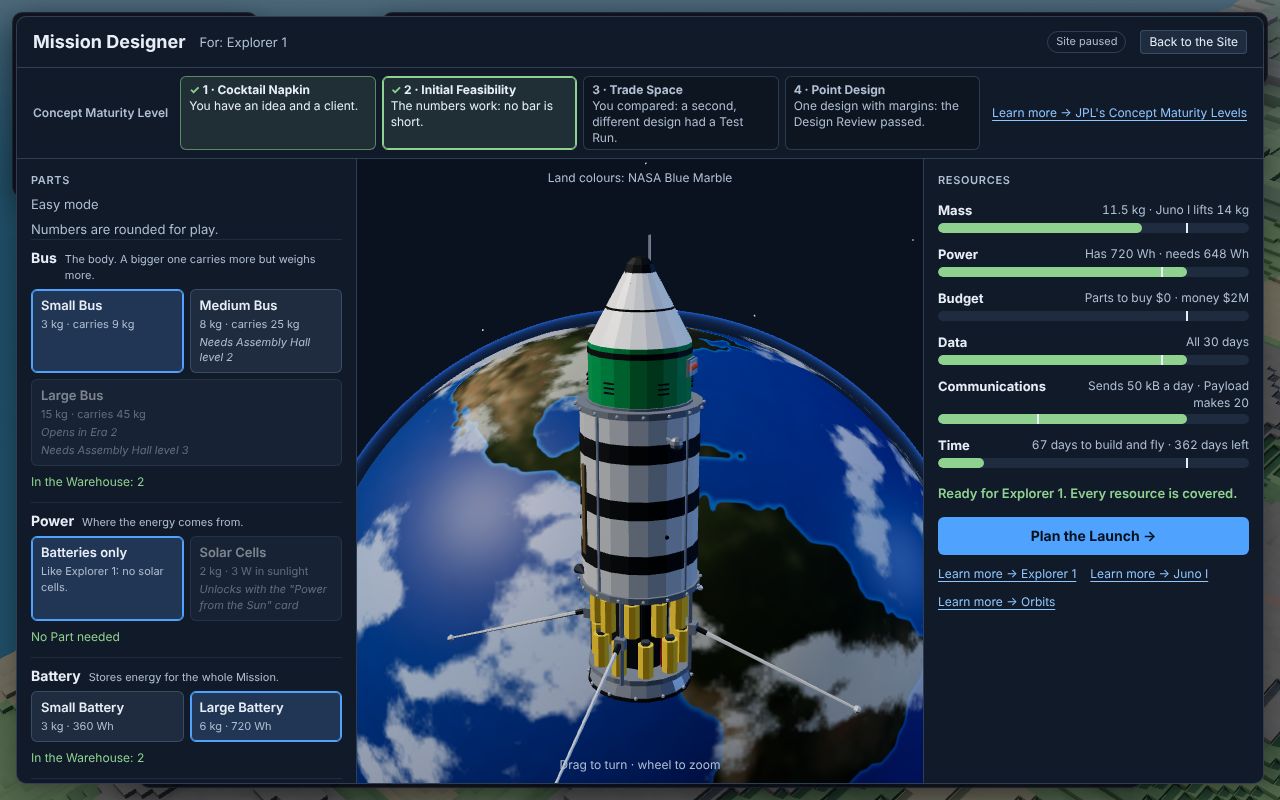 Mission Designer
For: Explorer 1
Site paused
Back to the Site
Concept Maturity Level
✓ 1 · Cocktail Napkin
You have an idea and a client.
✓ 2 · Initial Feasibility
The numbers work: no bar is
short.
3 · Trade Space
You compared: a second,
different design had a Test
Run.
4 · Point Design
One design with margins: the
Design Review passed.
Learn more → JPL's Concept Maturity Levels
PARTS
Easy mode
Numbers are rounded for play.
Bus The body. A bigger one carries more but weighs
more.
Small Bus
3 kg · carries 9 kg
Medium Bus
8 kg · carries 25 kg
Needs Assembly Hall
level 2
Large Bus
15 kg · carries 45 kg
Opens in Era 2
Needs Assembly Hall level 3
In the Warehouse: 2
Power Where the energy comes from.
Batteries only
Like Explorer 1: no solar
cells.
Solar Cells
2 kg · 3 W in sunlight
Unlocks with the "Power
from the Sun" card
No Part needed
Battery Stores energy for the whole Mission.
Small Battery
3 kg · 360 Wh
Large Battery
6 kg · 720 Wh
In the Warehouse: 2
Land colours: NASA Blue Marble
Drag to turn · wheel to zoom
RESOURCES
Mass 11.5 kg · Juno I lifts 14 kg
Power Has 720 Wh · needs 648 Wh
Budget Parts to buy $0 · money $2M
Data All 30 days
Communications Sends 50 kB a day · Payload
makes 20
Time 67 days to build and fly · 362 days left
Ready for Explorer 1. Every resource is covered.
Plan the Launch →
Learn more → Explorer 1
Learn more → Juno I
Learn more → Orbits